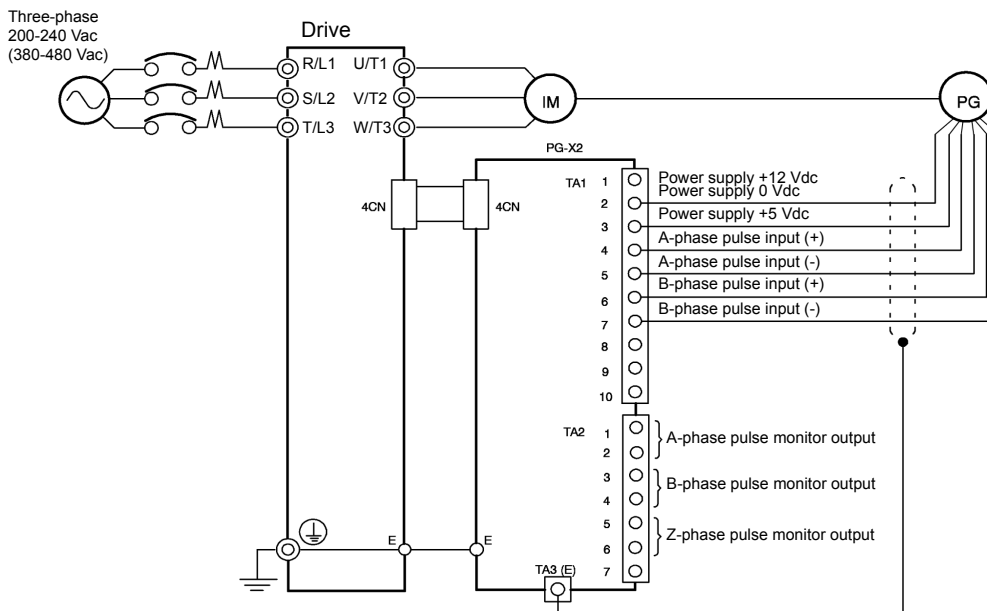 Three-phase
200-240 Vac
(380-480 Vac)
Drive
R/L1 U/T1
S/L2 V/T2
T/L3 W/T3
IM
PG
PG-X2
4CN
4CN
TA1
1 Power supply +12 Vdc
2 Power supply 0 Vdc
3 Power supply +5 Vdc
4 A-phase pulse input (+)
5 A-phase pulse input (-)
6 B-phase pulse input (+)
7 B-phase pulse input (-)
8
9
10
TA2
1
2
A-phase pulse monitor output
3
4
B-phase pulse monitor output
5
6
Z-phase pulse monitor output
7
E
E
TA3 (E)